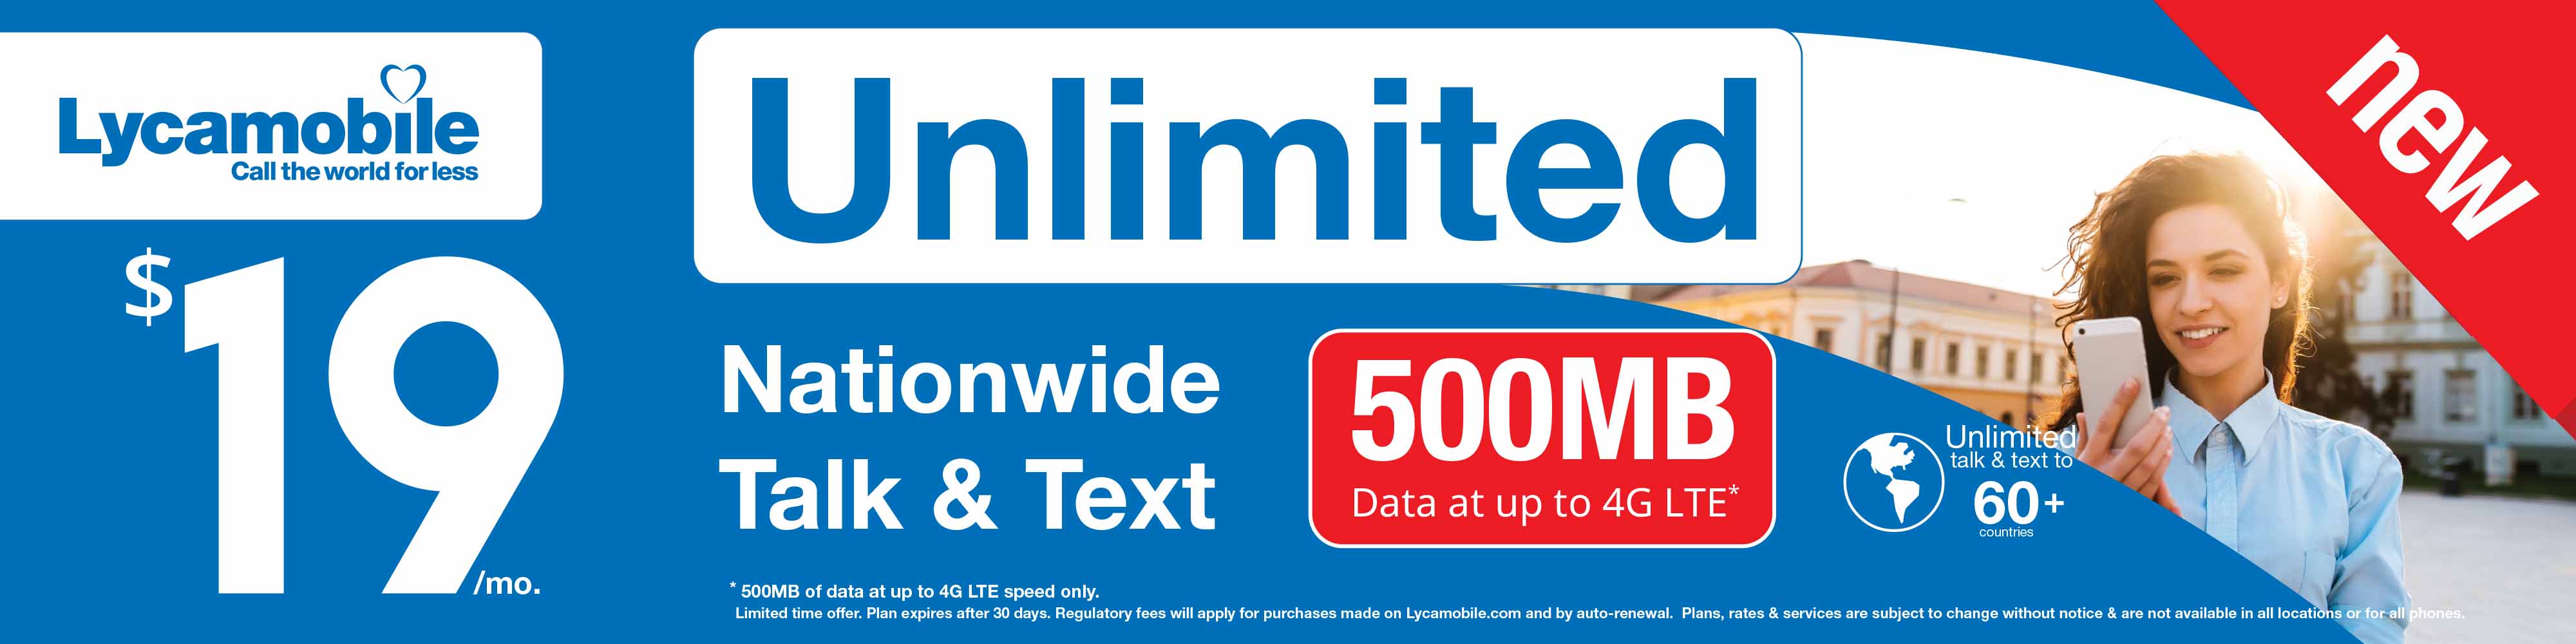 Lycamobile
Call the world for less
$19/mo.
Unlimited
Nationwide
Talk & Text
500MB
Data at up to 4G LTE*
Unlimited
talk & text to
60+
countries
new
* 500MB of data at up to 4G LTE speed only.
Limited time offer. Plan expires after 30 days. Regulatory fees will apply for purchases made on Lycamobile.com and by auto-renewal. Plans, rates & services are subject to change without notice & are not available in all locations or for all phones.